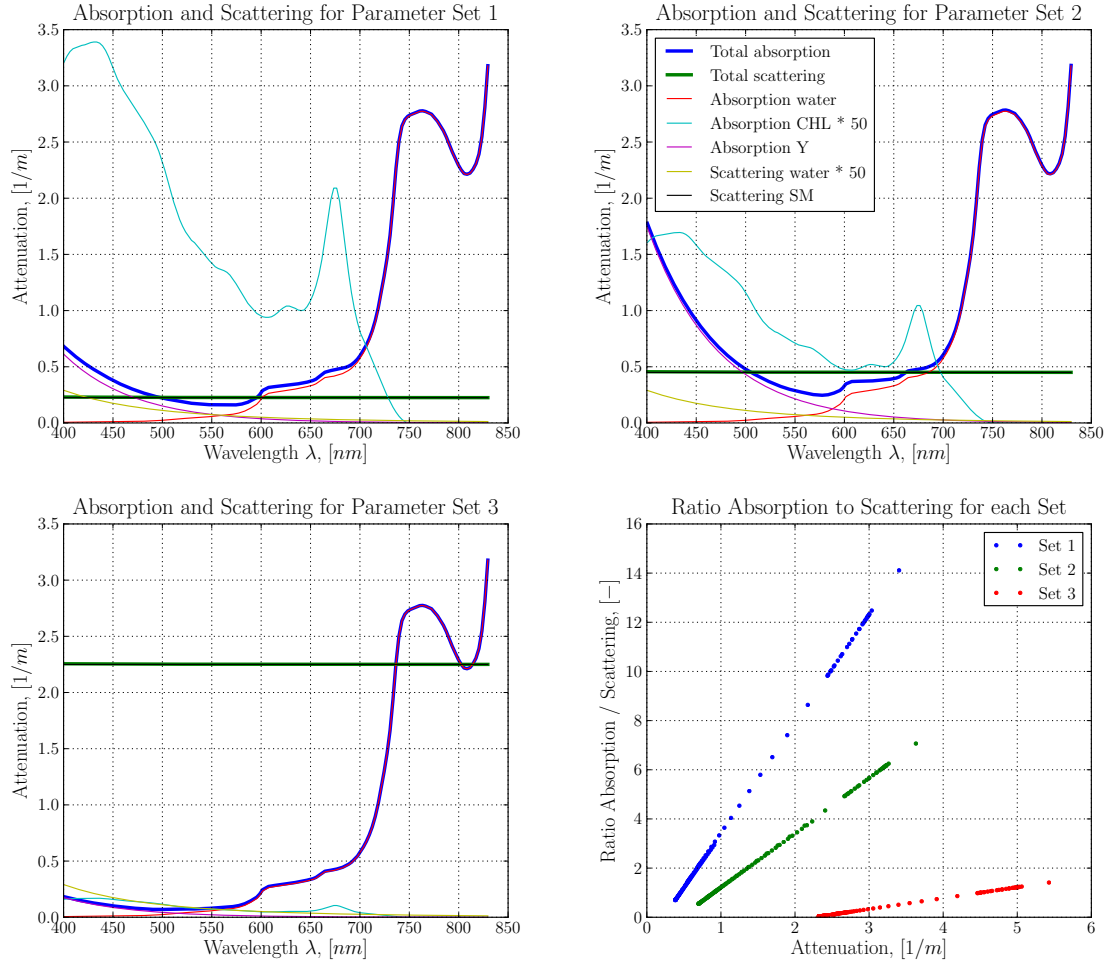 Absorption and Scattering for Parameter Set 1
3.5
3.0
2.5
2.0
1.5
1.0
0.5
0.0
Attenuation, [1/m]
400 450 500 550 600 650 700 750 800 850
Wavelength λ, [nm]
Absorption and Scattering for Parameter Set 2
3.5
3.0
2.5
2.0
1.5
1.0
0.5
0.0
Attenuation, [1/m]
Total absorption
Total scattering
Absorption water
Absorption CHL * 50
Absorption Y
Scattering water * 50
Scattering SM
400 450 500 550 600 650 700 750 800 850
Wavelength λ, [nm]
Absorption and Scattering for Parameter Set 3
3.5
3.0
2.5
2.0
1.5
1.0
0.5
0.0
Attenuation, [1/m]
400 450 500 550 600 650 700 750 800 850
Wavelength λ, [nm]
Ratio Absorption to Scattering for each Set
16
14
12
10
8
6
4
2
0
Ratio Absorption / Scattering, [−]
Set 1
Set 2
Set 3
0 1 2 3 4 5 6
Attenuation, [1/m]